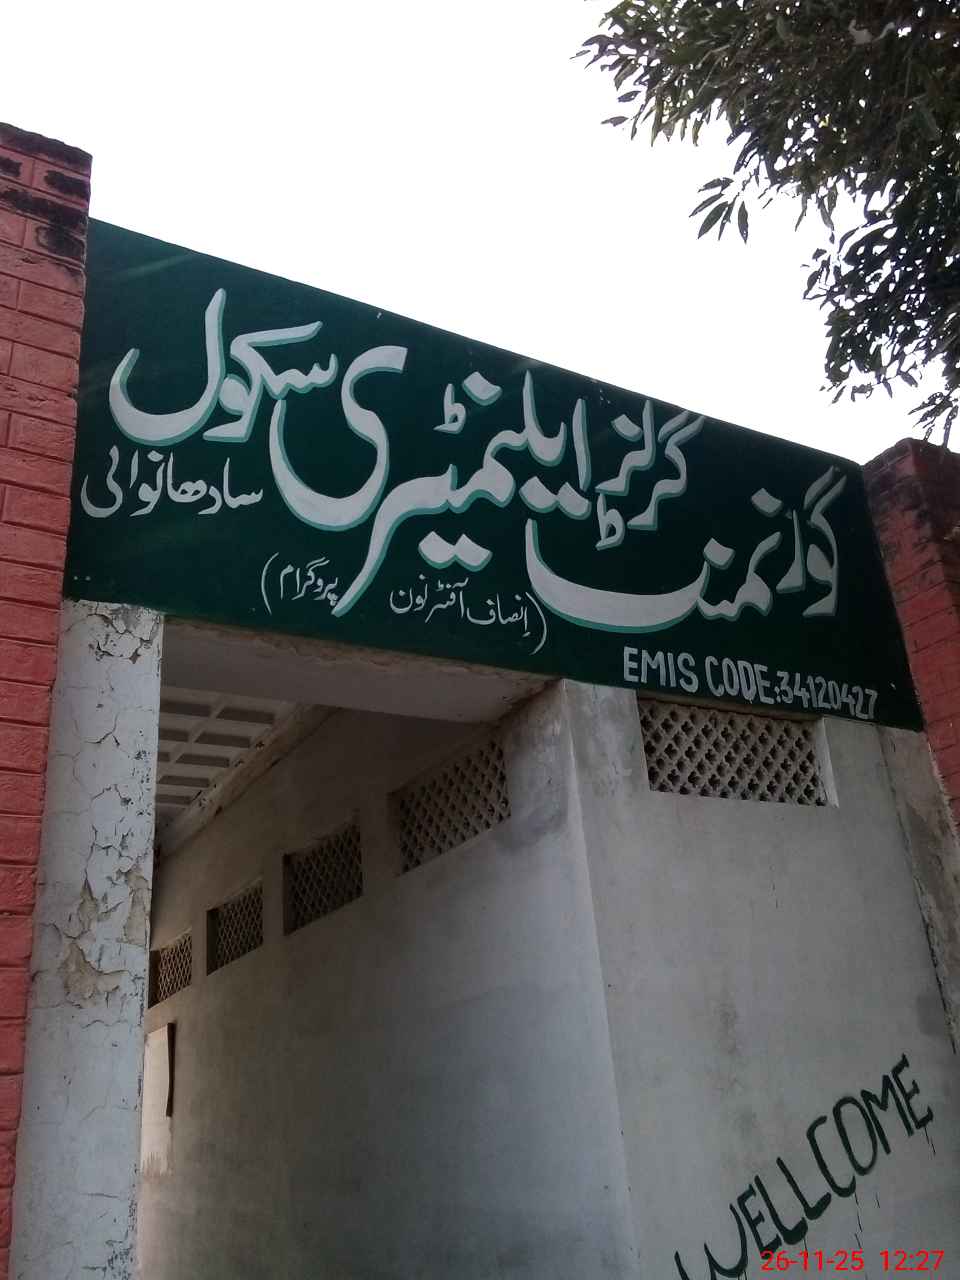 گورنمنٹ گرلز ایلیمنٹری سکول
سادھانوالی
(انصاف آفٹر نون پروگرام)
EMIS CODE:34120427
WELLCOME
26-11-25 12:27